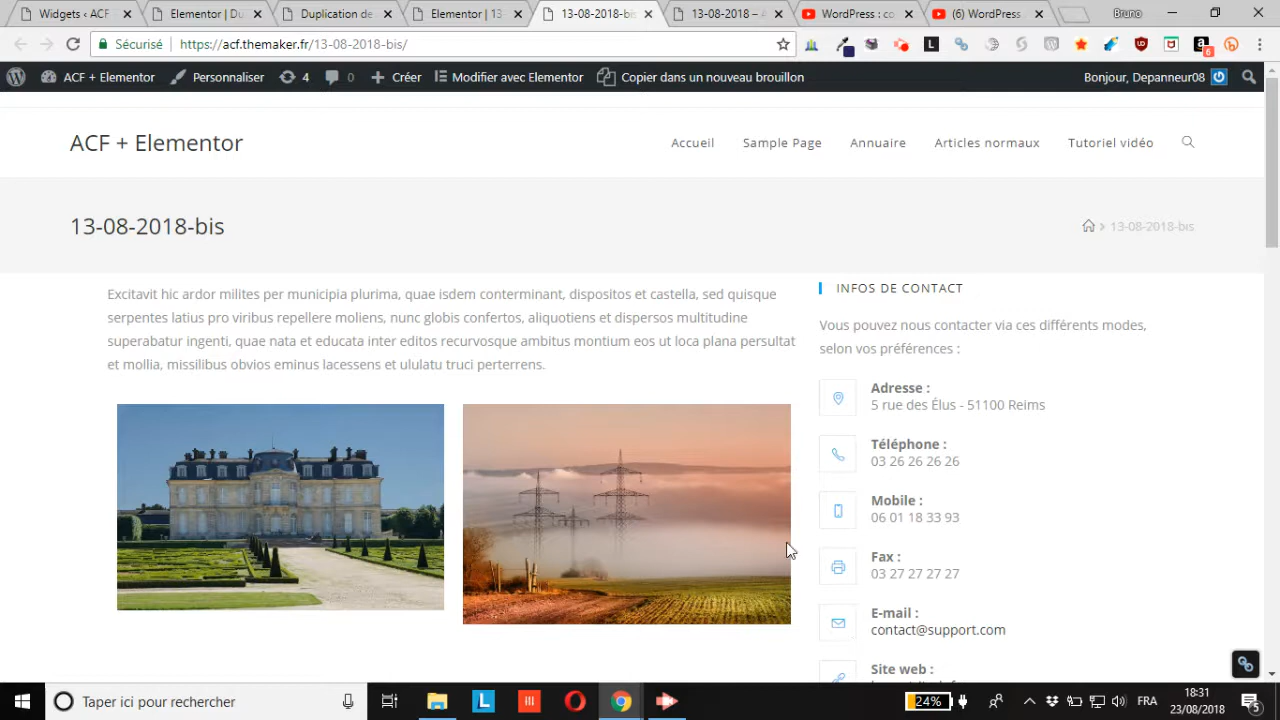 Widgets ‹ ACF
Elementor | Du
Duplication de
Elementor | 13-
13-08-2018-bis
13-08-2018 – A
WordPress : co
(6) WordPress
Bruno
Sécurisé
https://acf.themaker.fr/13-08-2018-bis/
6
ACF + Elementor
Personnaliser
4
0
Créer
Modifier avec Elementor
Copier dans un nouveau brouillon
Bonjour, Depanneur08
ACF + Elementor
Accueil
Sample Page
Annuaire
Articles normaux
Tutoriel vidéo
13-08-2018-bis
> 13-08-2018-bis
Excitavit hic ardor milites per municipia plurima, quae isdem conterminant, dispositos et castella, sed quisque
serpentes latius pro viribus repellere moliens, nunc globis confertos, aliquotiens et dispersos multitudine
superabatur ingenti, quae nata et educata inter editos recurvosque ambitus montium eos ut loca plana persultat
et mollia, missilibus obvios eminus lacessens et ululatu truci perterrens.
INFOS DE CONTACT
Vous pouvez nous contacter via ces différents modes,
selon vos préférences :
Adresse :
5 rue des Élus - 51100 Reims
Téléphone :
03 26 26 26 26
Mobile :
06 01 18 33 93
Fax :
03 27 27 27 27
E-mail :
contact@support.com
Site web :
Taper ici pour rechercher
24%
FRA
18:31
23/08/2018
5